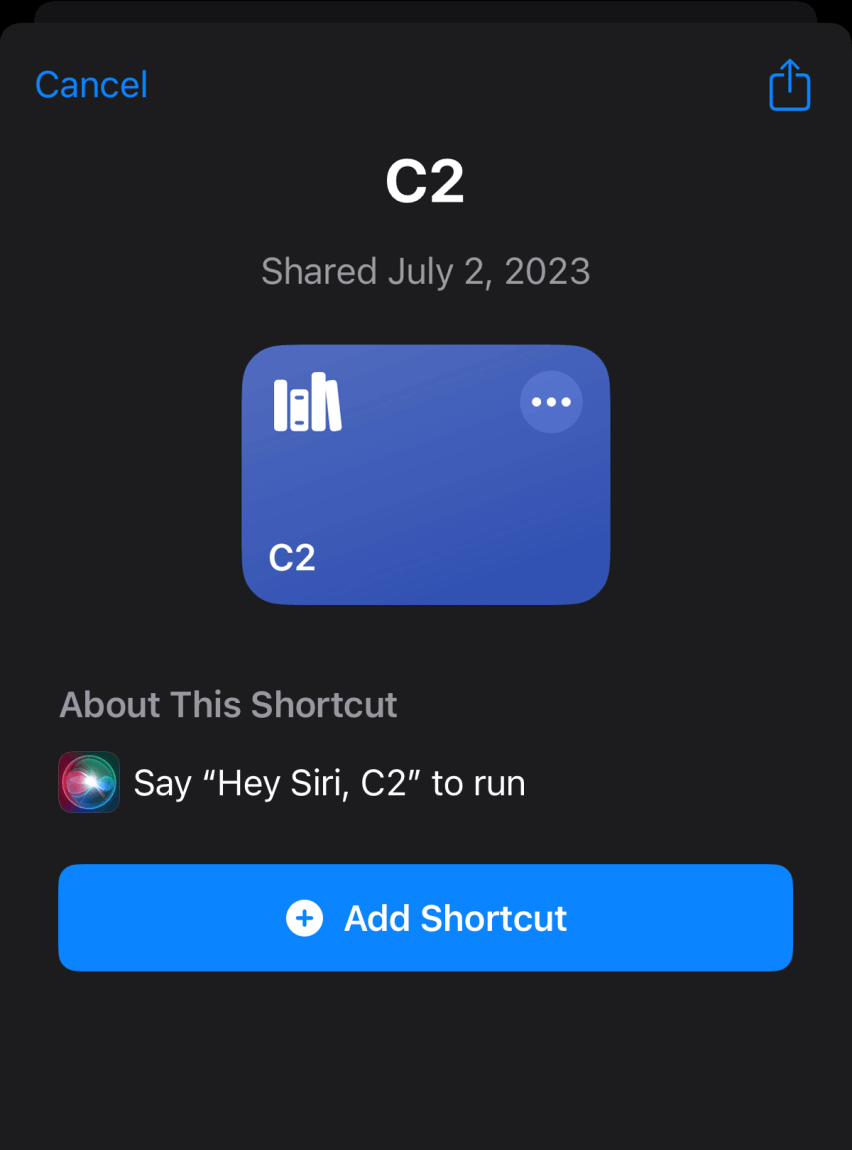 Cancel
C2
Shared July 2, 2023
C2
About This Shortcut
Say “Hey Siri, C2” to run
Add Shortcut